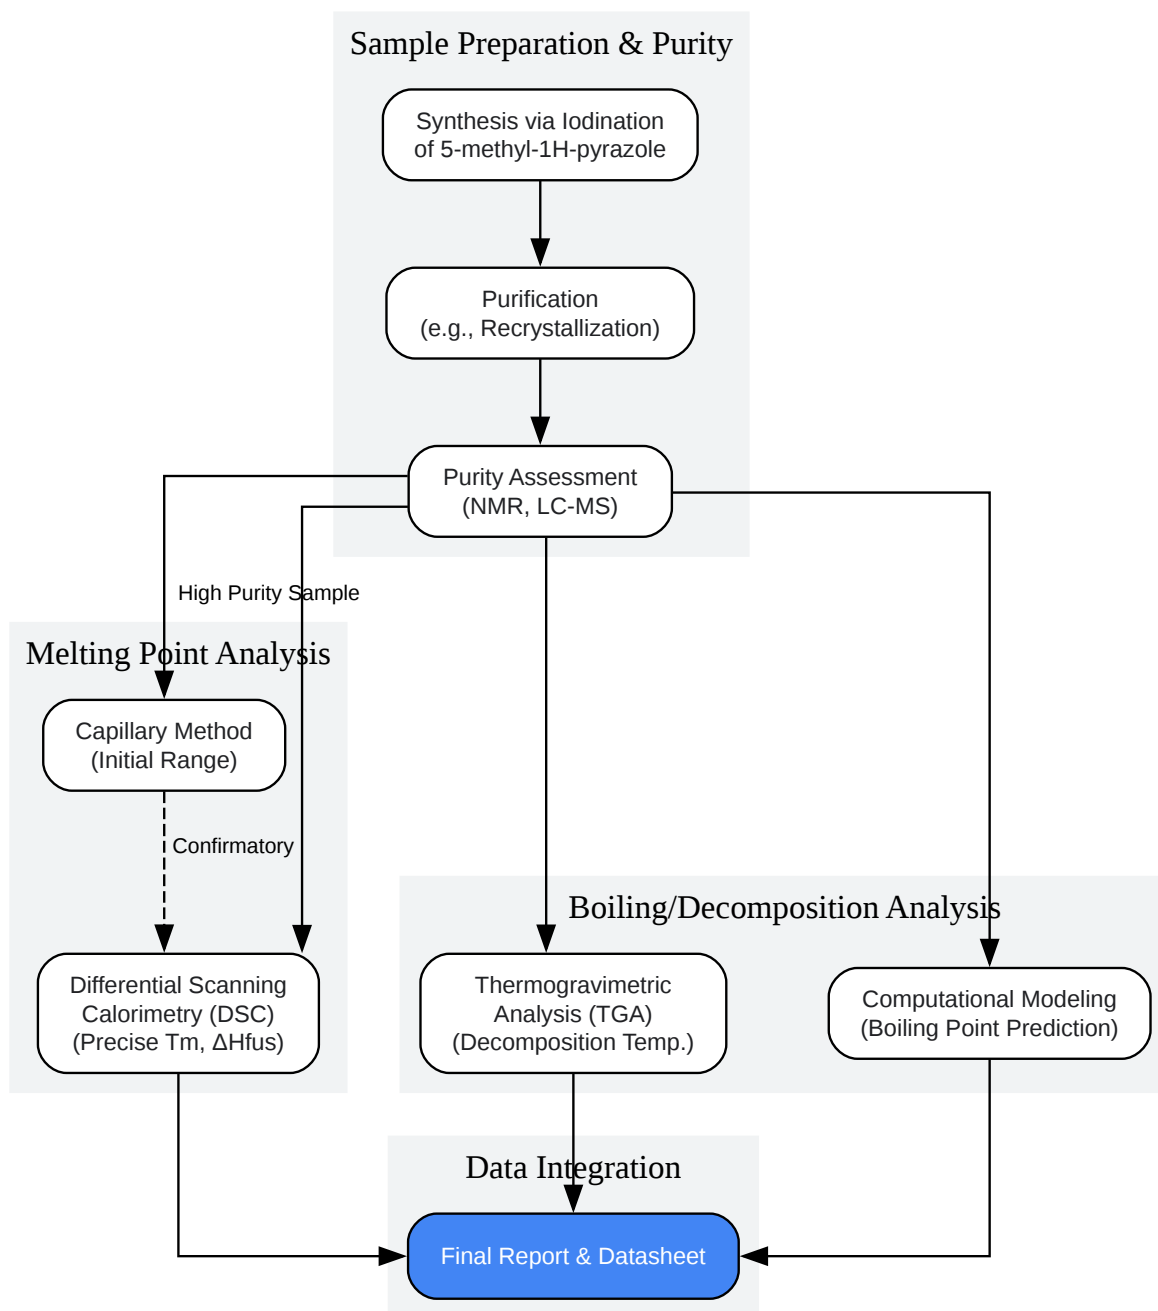 Sample Preparation & Purity
Synthesis via Iodination
of 5-methyl-1H-pyrazole
Purification
(e.g., Recrystallization)
Purity Assessment
(NMR, LC-MS)
High Purity Sample
Melting Point Analysis
Capillary Method
(Initial Range)
Confirmatory
Differential Scanning
Calorimetry (DSC)
(Precise Tm, ΔHfus)
Boiling/Decomposition Analysis
Thermogravimetric
Analysis (TGA)
(Decomposition Temp.)
Computational Modeling
(Boiling Point Prediction)
Data Integration
Final Report & Datasheet